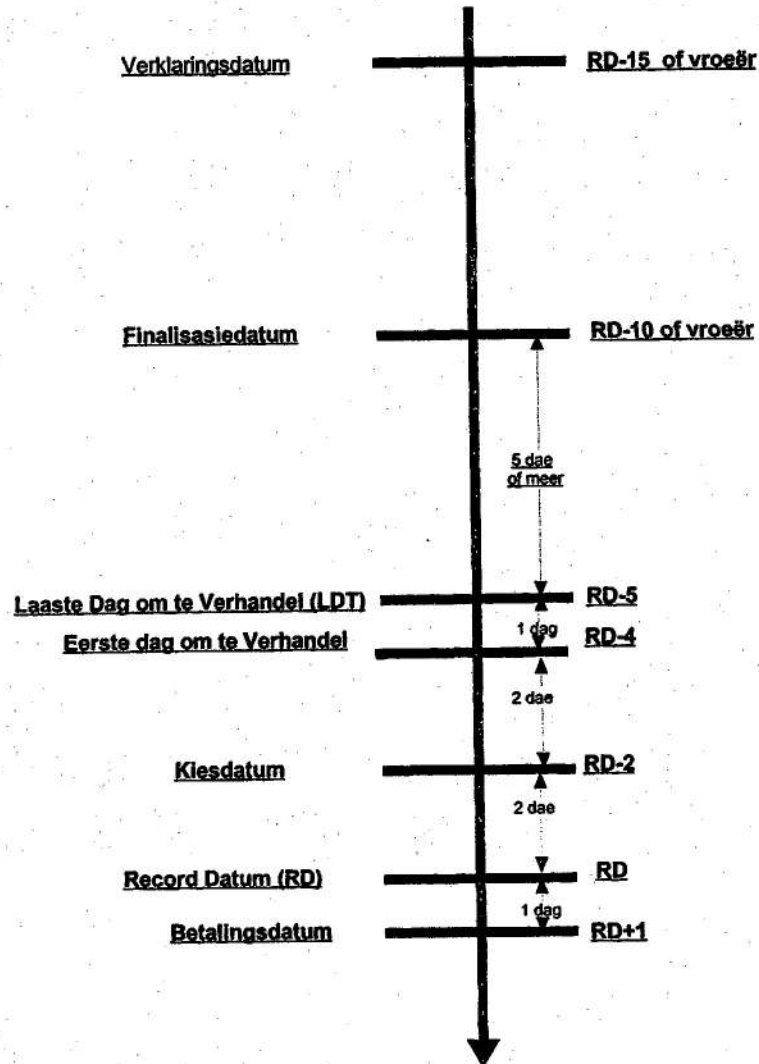 Verklaringsdatum RD-15 of vroeër
Finalisasiedatum RD-10 of vroeër
5 dae
of meer
Laaste Dag om te Verhandel (LDT) RD-5
1 dag
Eerste dag om te Verhandel RD-4
2 dae
Kiesdatum RD-2
2 dae
Record Datum (RD) RD
1 dag
Betalingsdatum RD+1